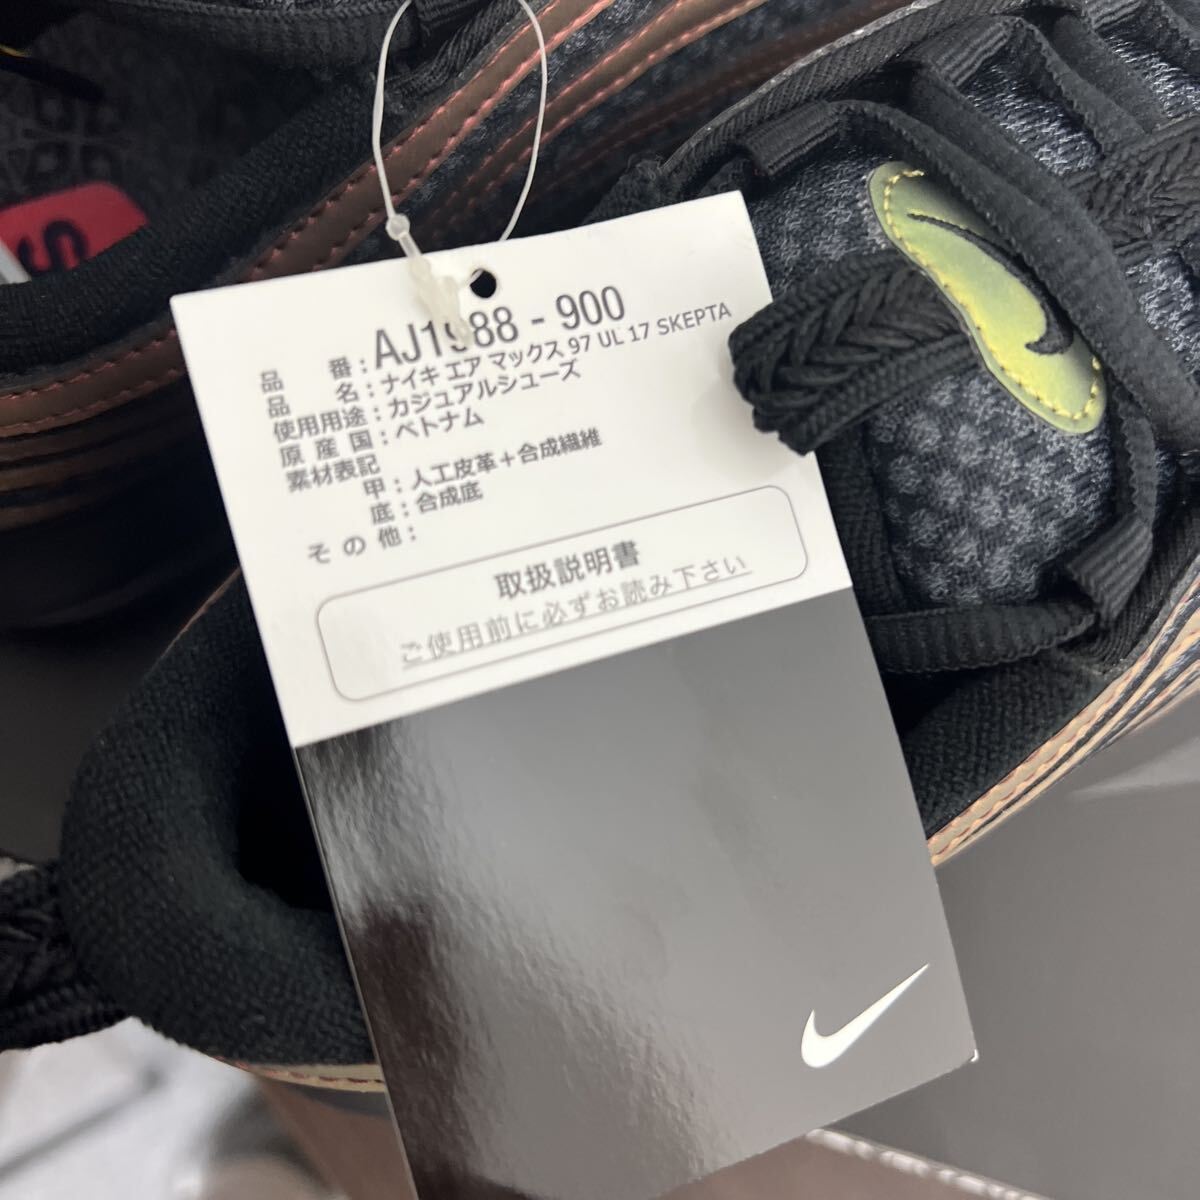 品 番：AJ1988 - 900
品 名：ナイキ エア マックス 97 UL 17 SKEPTA
使用用途：カジュアルシューズ
原 産 国：ベトナム
素材表記
甲：人工皮革＋合成繊維
底：合成底
そ の 他：
取扱説明書
ご使用前に必ずお読み下さい